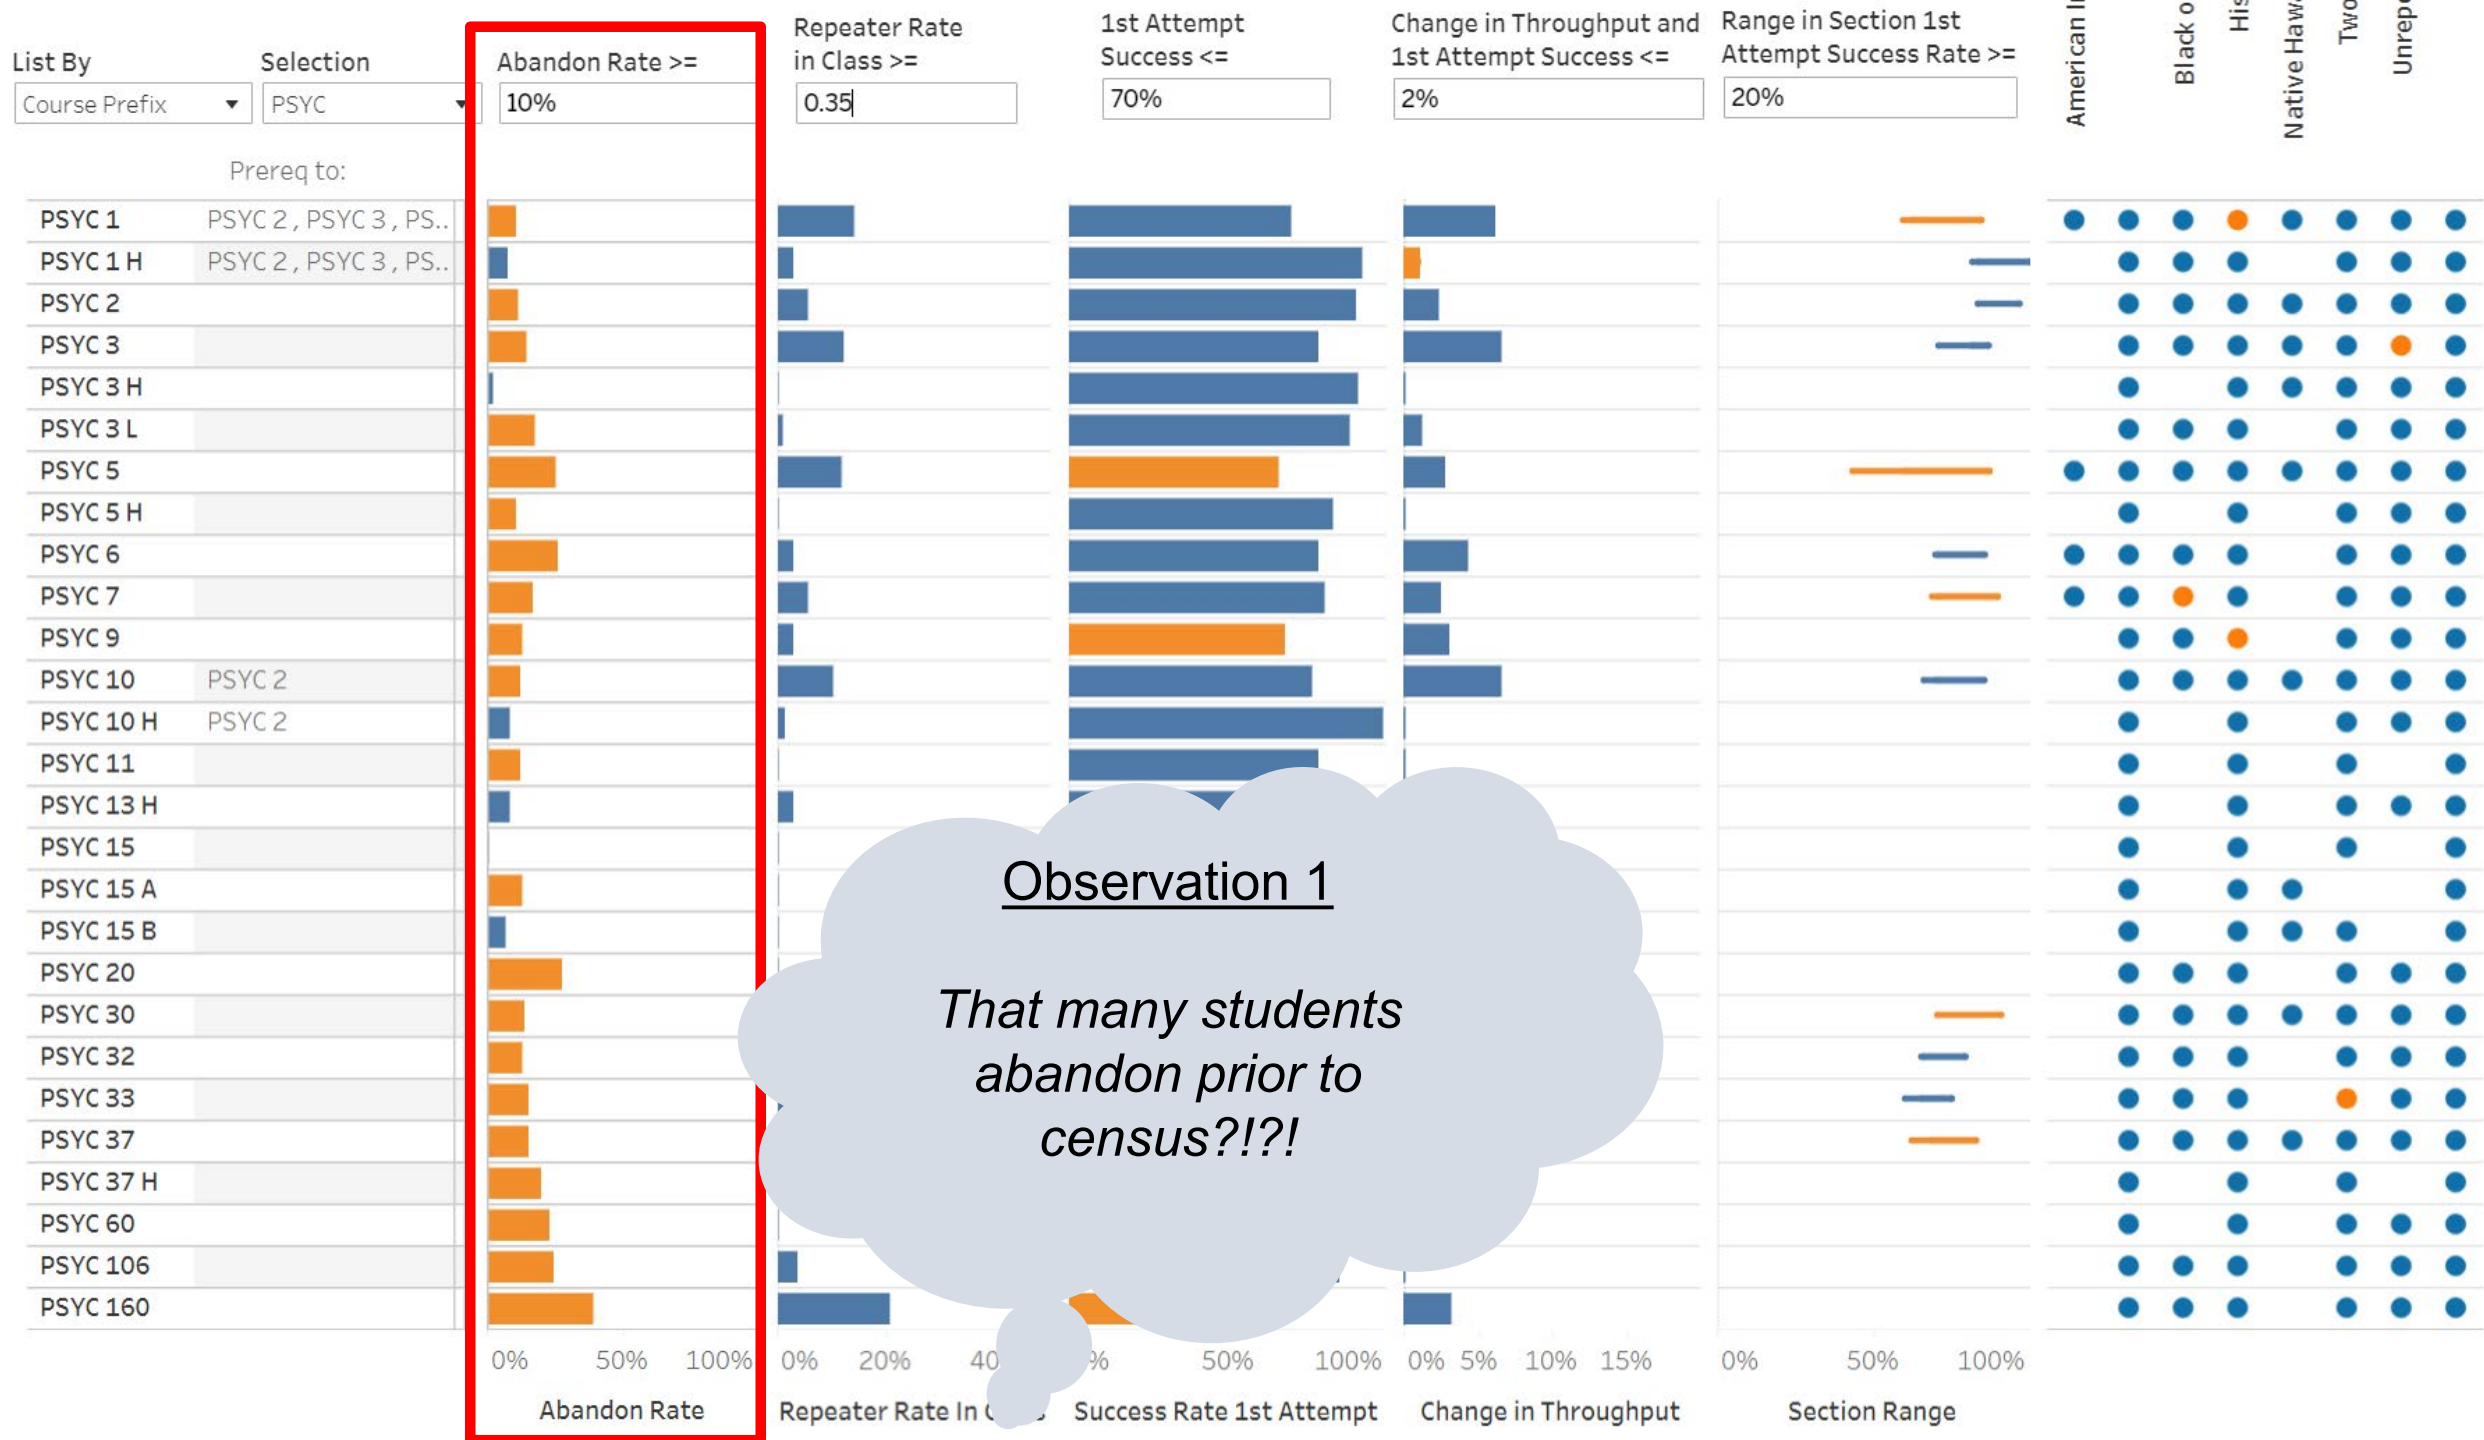 List By
Selection
Abandon Rate >=
Repeater Rate
in Class >=
1st Attempt
Success <=
Change in Throughput and
1st Attempt Success <=
Range in Section 1st
Attempt Success Rate >=
American
Black
Native
Two
Course Prefix
PSYC
10%
0.35
70%
2%
20%
Prereq to:
PSYC 1 PSYC 2 , PSYC 3 , PS..
PSYC 1 H PSYC 2 , PSYC 3 , PS..
PSYC 2
PSYC 3
PSYC 3 H
PSYC 3 L
PSYC 5
PSYC 5 H
PSYC 6
PSYC 7
PSYC 9
PSYC 10 PSYC 2
PSYC 10 H PSYC 2
PSYC 11
PSYC 13 H
PSYC 15
PSYC 15 A
PSYC 15 B
PSYC 20
PSYC 30
PSYC 32
PSYC 33
PSYC 37
PSYC 37 H
PSYC 60
PSYC 106
PSYC 160
Observation 1
That many students
abandon prior to
census?!?!
0% 50% 100%
0% 20%
50% 100%
0% 5% 10% 15%
0% 50% 100%
Abandon Rate
Repeater Rate In
Success Rate 1st Attempt
Change in Throughput
Section Range